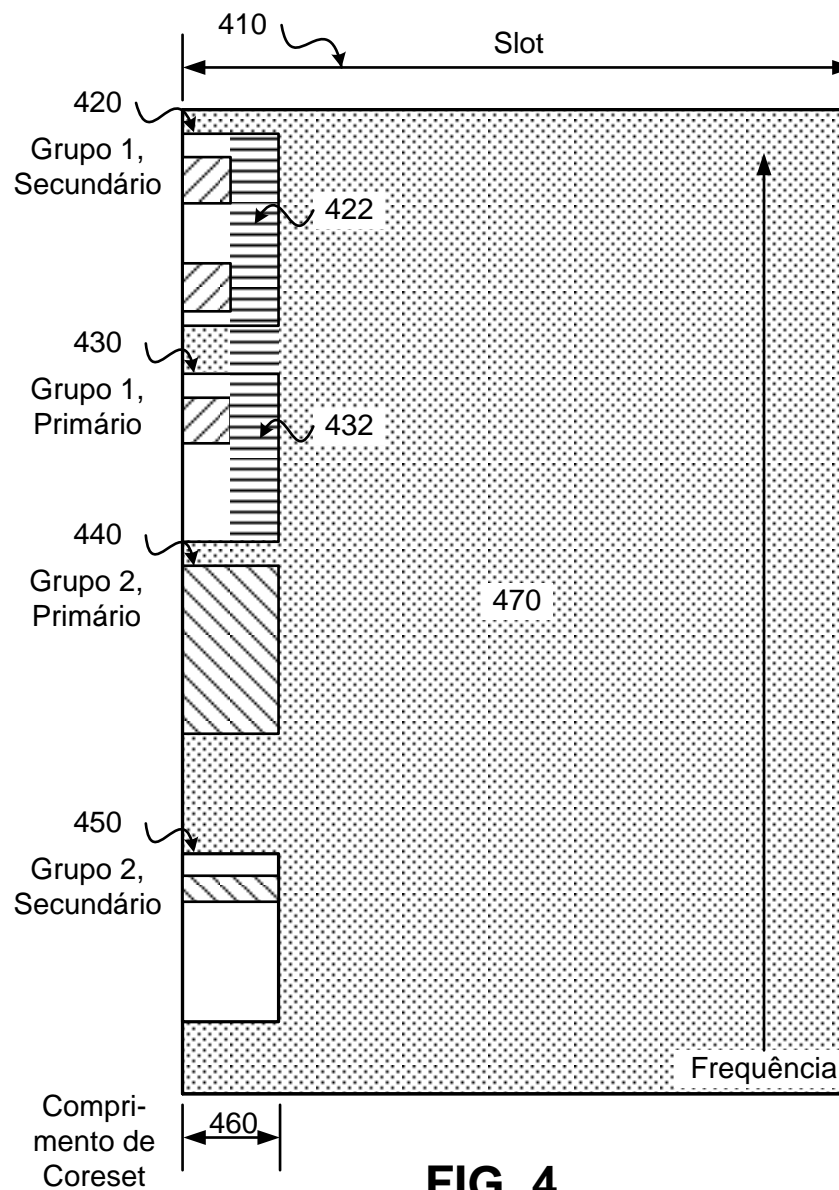 410
Slot
420
Grupo 1,
Secundário
422
430
Grupo 1,
Primário
432
440
Grupo 2,
Primário
470
450
Grupo 2,
Secundário
Frequência
Compri-
mento de
Coreset
460
FIG. 4